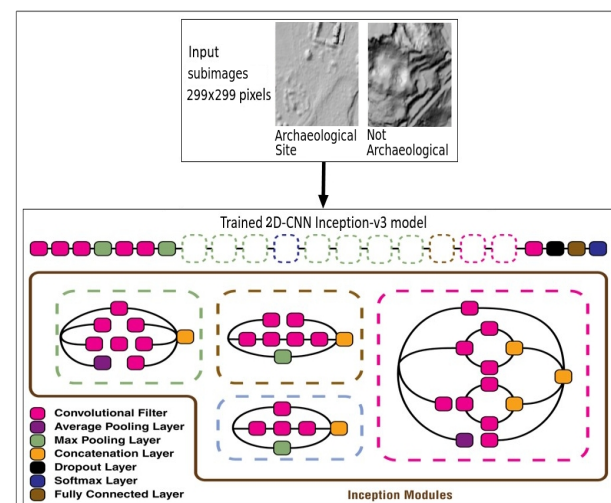 Input
subimages
299x299 pixels
Archaeological
Site
Not
Archaeological
Trained 2D-CNN Inception-v3 model
Convolutional Filter
Average Pooling Layer
Max Pooling Layer
Concatenation Layer
Dropout Layer
Softmax Layer
Fully Connected Layer
Inception Modules